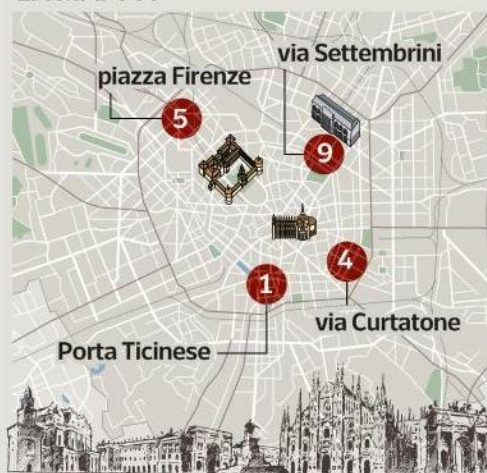 via Settembrini
piazza Firenze
5
9
4
1
via Curtatone
Porta Ticinese